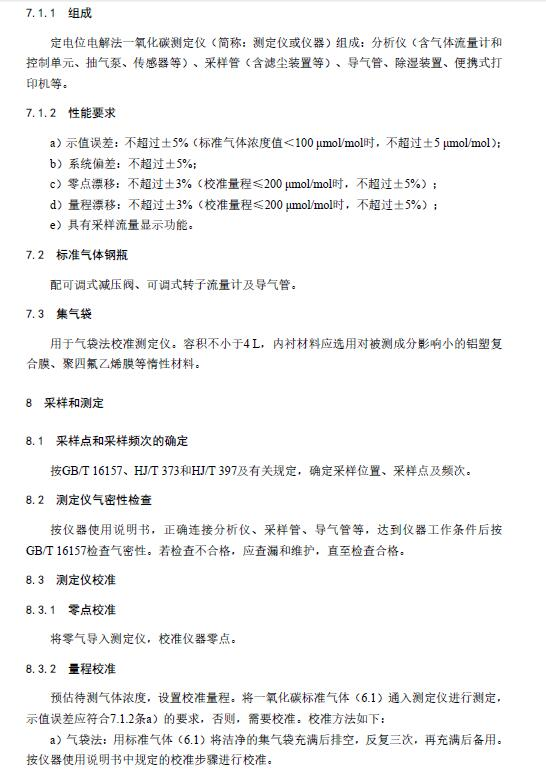 7.1.1 组成
定电位电解法一氧化碳测定仪（简称：测定仪或仪器）组成：分析仪（含气体流量计和
控制单元、抽气泵、传感器等）、采样管（含滤尘装置等）、导气管、除湿装置、便携式打
印机等。
7.1.2 性能要求
a）示值误差：不超过±5%（标准气体浓度值＜100 μmol/mol时，不超过±5 μmol/mol）；
b）系统偏差：不超过±5%；
c）零点漂移：不超过±3%（校准量程≤200 μmol/mol时，不超过±5%）；
d）量程漂移：不超过±3%（校准量程≤200 μmol/mol时，不超过±5%）；
e）具有采样流量显示功能。
7.2 标准气体钢瓶
配可调式减压阀、可调式转子流量计及导气管。
7.3 集气袋
用于气袋法校准测定仪。容积不小于4 L，内衬材料应选用对被测成分影响小的铝塑复
合膜、聚四氟乙烯膜等惰性材料。
8 采样和测定
8.1 采样点和采样频次的确定
按GB/T 16157、HJ/T 373和HJ/T 397及有关规定，确定采样位置、采样点及频次。
8.2 测定仪气密性检查
按仪器使用说明书，正确连接分析仪、采样管、导气管等，达到仪器工作条件后按
GB/T 16157检查气密性。若检查不合格，应查漏和维护，直至检查合格。
8.3 测定仪校准
8.3.1 零点校准
将零气导入测定仪，校准仪器零点。
8.3.2 量程校准
预估待测气体浓度，设置校准量程。将一氧化碳标准气体（6.1）通入测定仪进行测定，
示值误差应符合7.1.2条a）的要求，否则，需要校准。校准方法如下：
a）气袋法：用标准气体（6.1）将洁净的集气袋充满后排空，反复三次，再充满后备用。
按仪器使用说明书中规定的校准步骤进行校准。